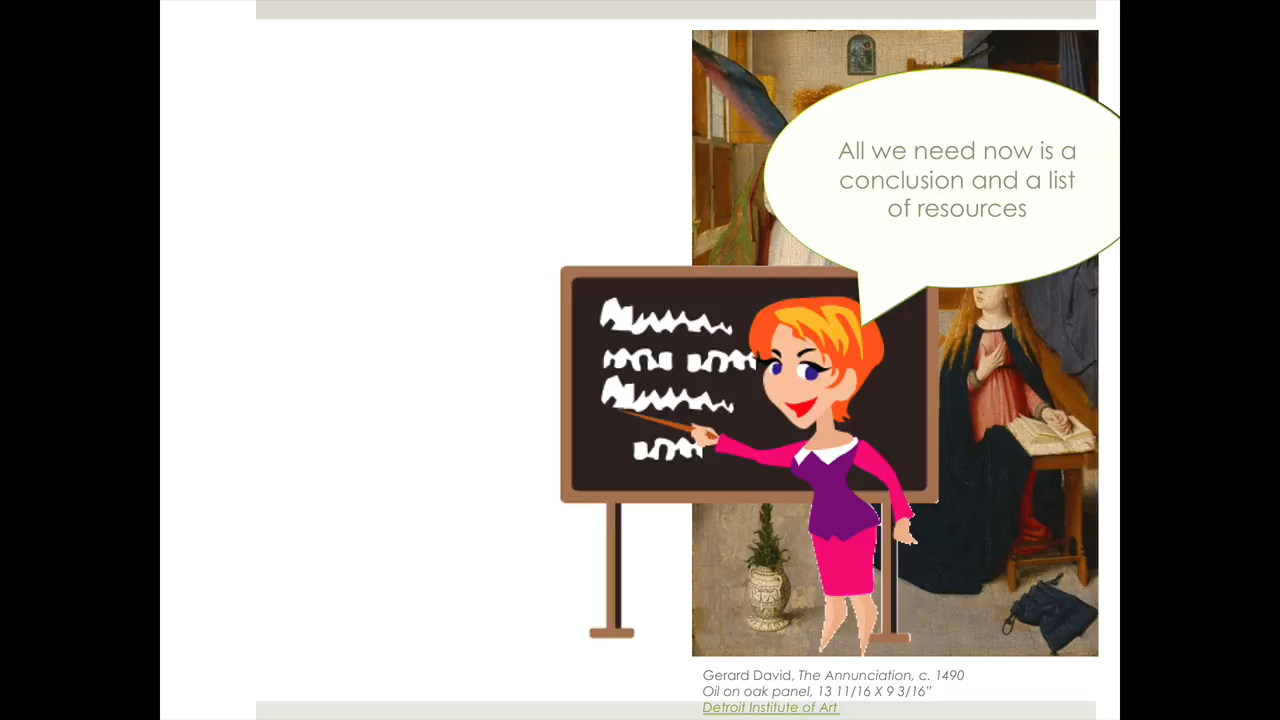 All we need now is a
conclusion and a list
of resources
Gerard David, The Annunciation, c. 1490
Oil on oak panel, 13 11/16 X 9 3/16"
Detroit Institute of Art